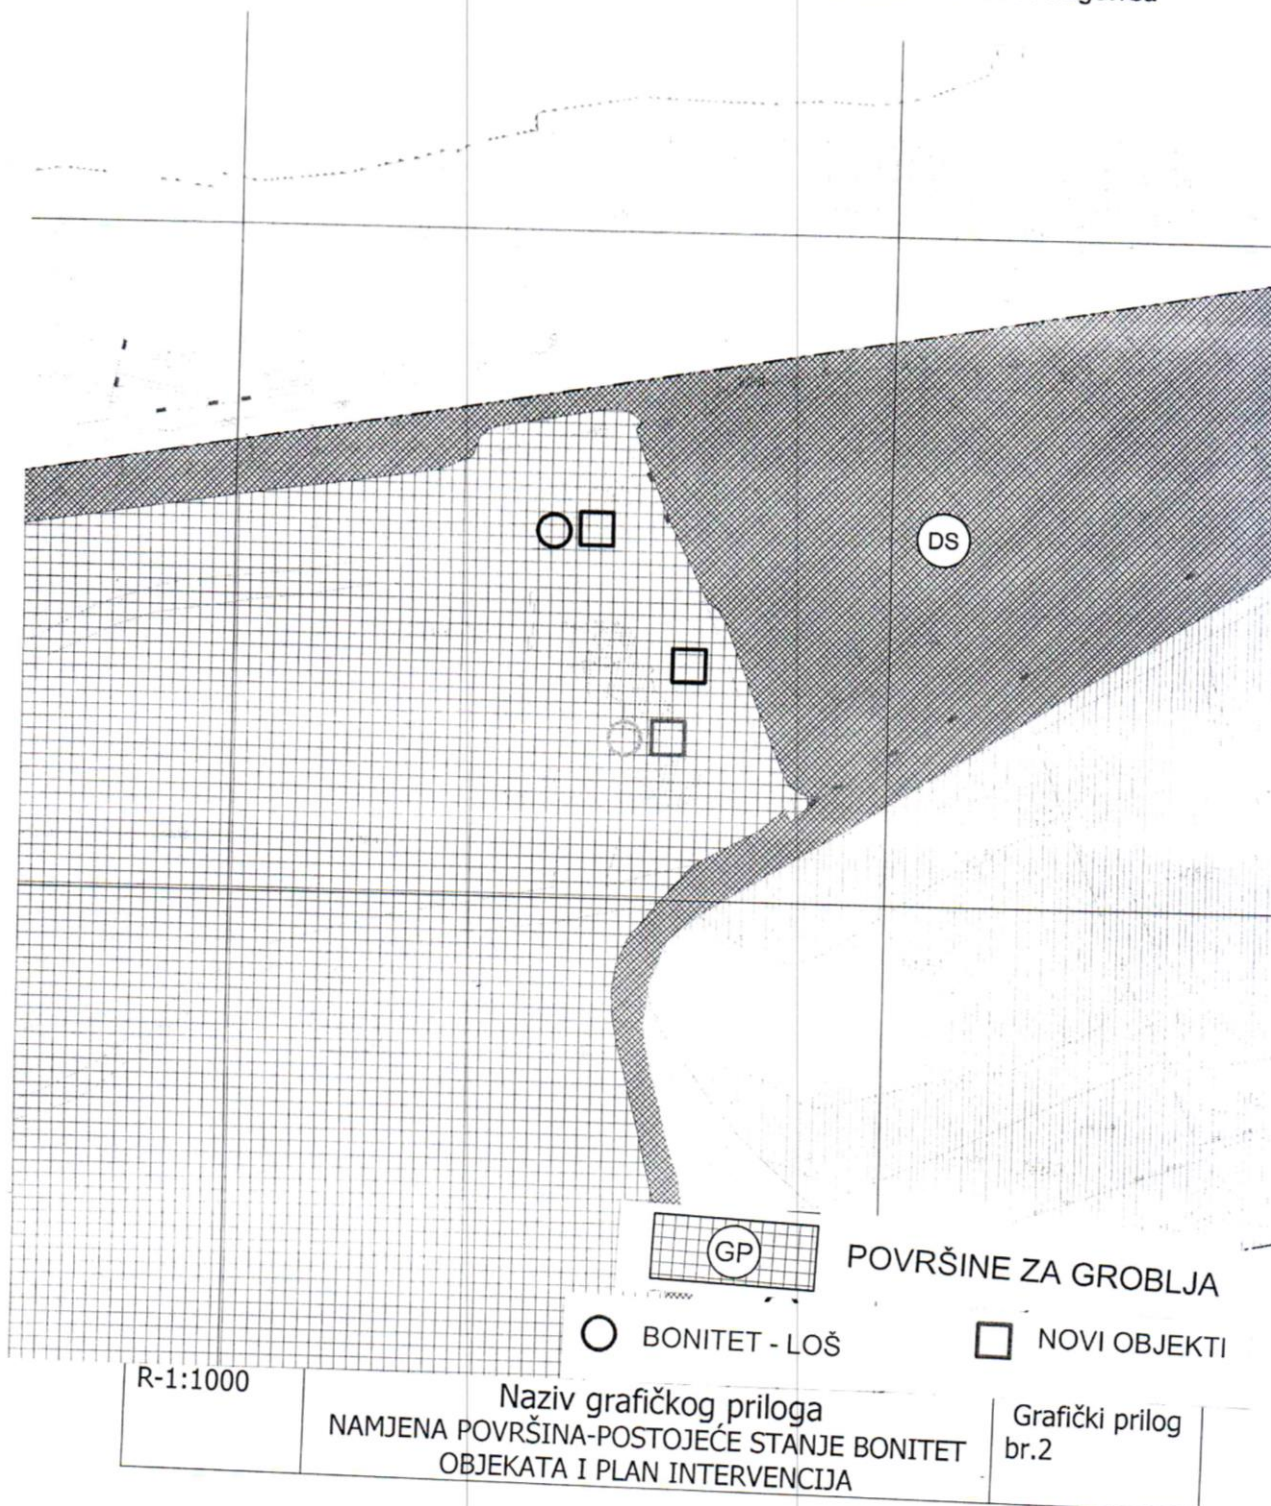 DS
GP
POVRŠINE ZA GROBLJA
BONITET - LOŠ
NOVI OBJEKTI
R-1:1000
Naziv grafičkog priloga
NAMJENA POVRŠINA-POSTOJEĆE STANJE BONITET
OBJEKATA I PLAN INTERVENCIJA
Grafički prilog
br.2